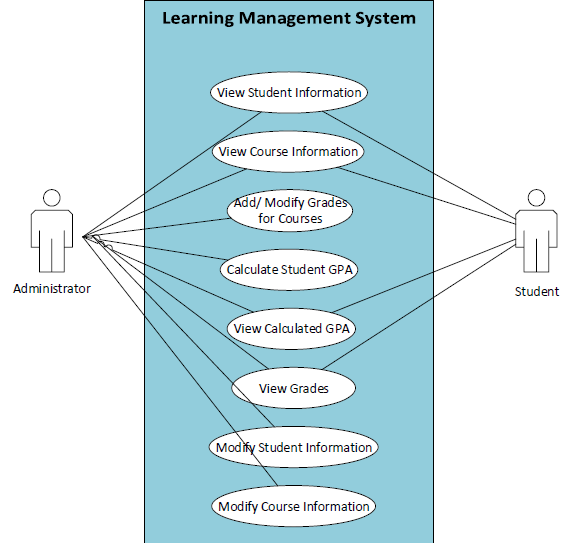 Learning Management System
View Student Information
View Course Information
Add/ Modify Grades
for Courses
Calculate Student GPA
Administrator
Student
View Calculated GPA
View Grades
Modify Student Information
Modify Course Information